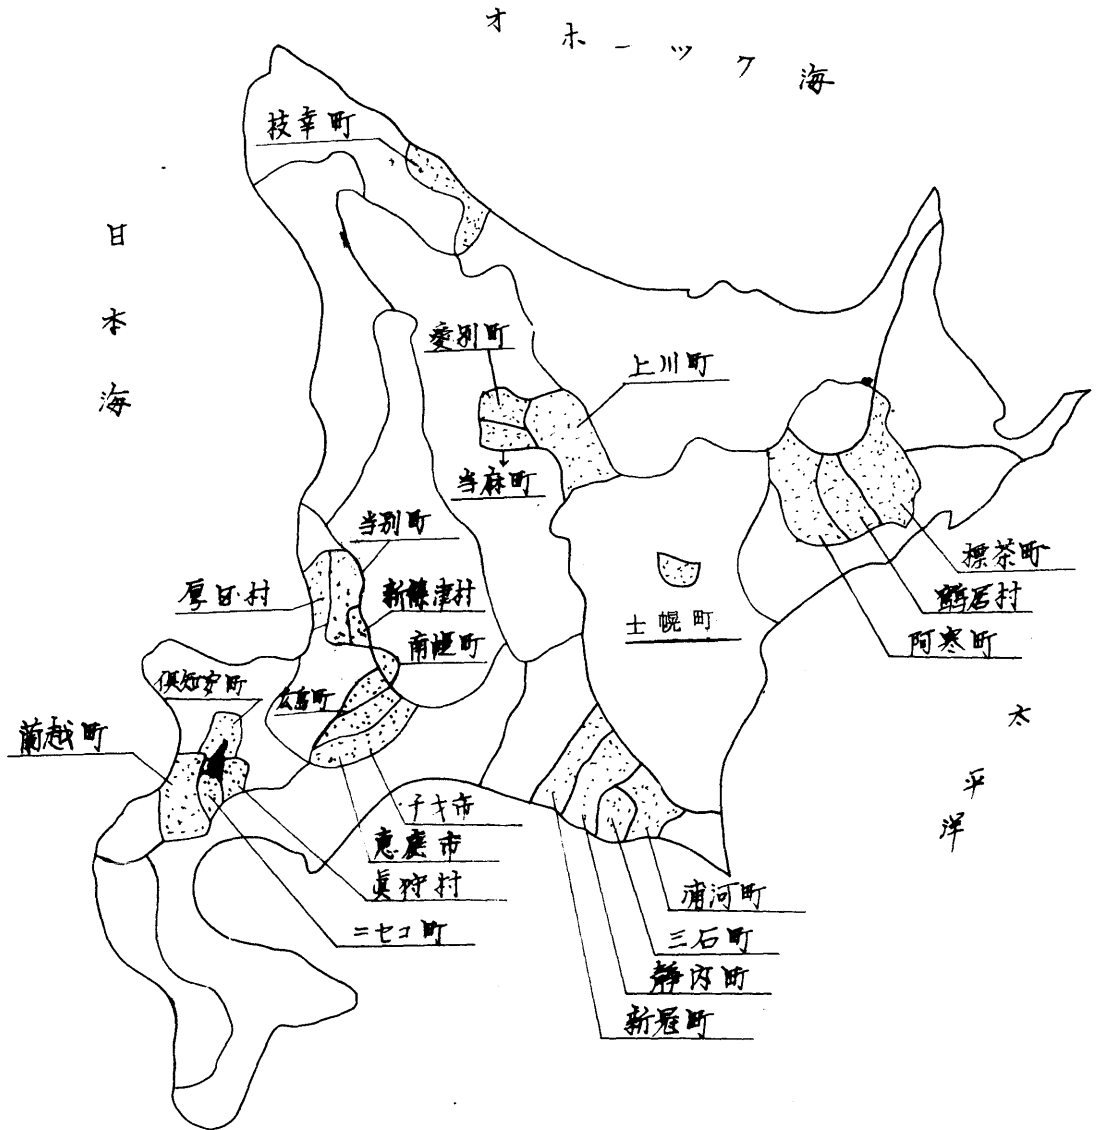 オホーツク海
枝幸町
日本海
愛別町
上川町
当麻町
当別町
厚田村
新篠津村
南幌町
標茶町
鶴居村
阿寒町
士幌町
倶知安町
広島町
蘭越町
太平洋
千才市
恵庭市
眞狩村
ニセコ町
浦河町
三石町
静内町
新冠町